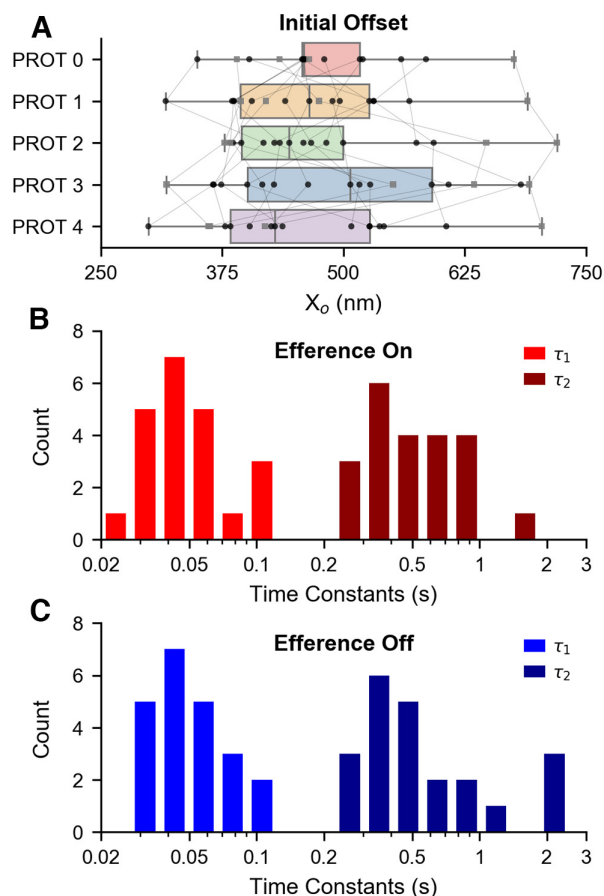 A
Initial Offset
PROT 0
PROT 1
PROT 2
PROT 3
PROT 4
250 375 500 625 750
Xₒ (nm)
B
Efference On
τ₁
τ₂
8
6
4
2
0
Count
0.02 0.05 0.1 0.2 0.5 1 2 3
Time Constants (s)
C
Efference Off
τ₁
τ₂
8
6
4
2
0
Count
0.02 0.05 0.1 0.2 0.5 1 2 3
Time Constants (s)